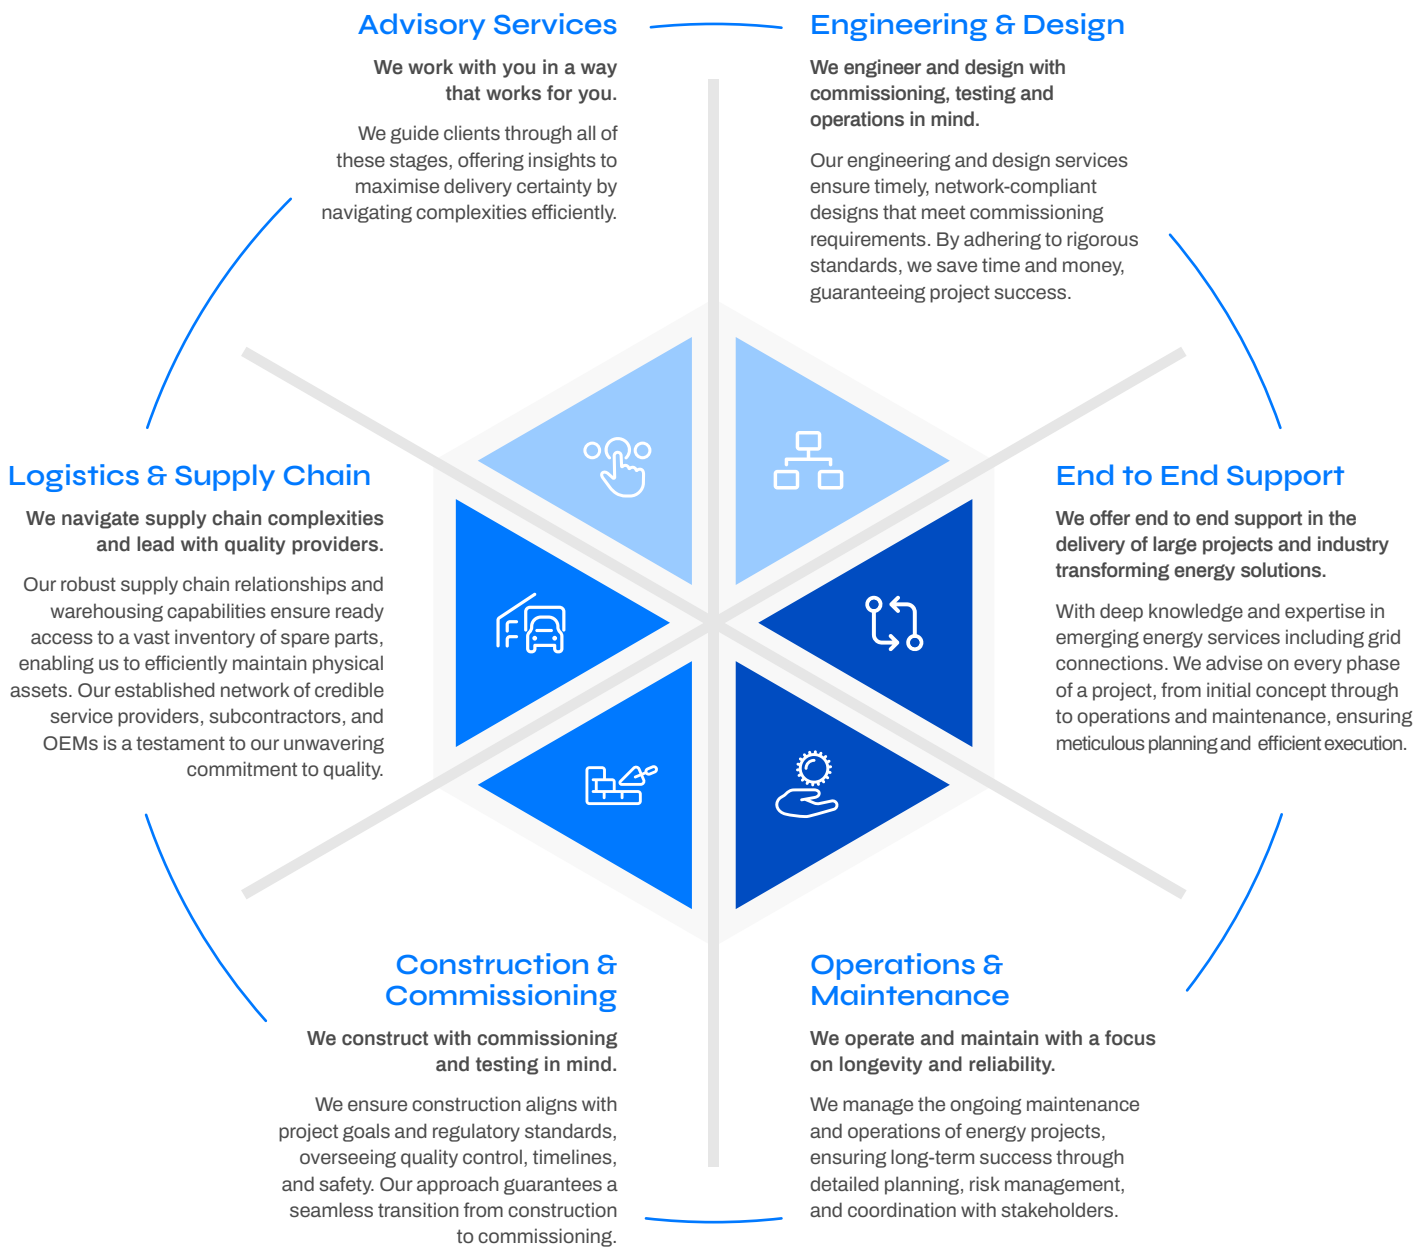 Advisory Services
We work with you in a way
that works for you.
We guide clients through all of
these stages, offering insights to
maximise delivery certainty by
navigating complexities efficiently.
Engineering & Design
We engineer and design with
commissioning, testing and
operations in mind.
Our engineering and design services
ensure timely, network-compliant
designs that meet commissioning
requirements. By adhering to rigorous
standards, we save time and money,
guaranteeing project success.
Logistics & Supply Chain
We navigate supply chain complexities
and lead with quality providers.
Our robust supply chain relationships and
warehousing capabilities ensure ready
access to a vast inventory of spare parts,
enabling us to efficiently maintain physical
assets. Our established network of credible
service providers, subcontractors, and
OEMs is a testament to our unwavering
commitment to quality.
End to End Support
We offer end to end support in the
delivery of large projects and industry
transforming energy solutions.
With deep knowledge and expertise in
emerging energy services including grid
connections. We advise on every phase
of a project, from initial concept through
to operations and maintenance, ensuring
meticulous planning and efficient execution.
Construction &
Commissioning
We construct with commissioning
and testing in mind.
We ensure construction aligns with
project goals and regulatory standards,
overseeing quality control, timelines,
and safety. Our approach guarantees a
seamless transition from construction
to commissioning.
Operations &
Maintenance
We operate and maintain with a focus
on longevity and reliability.
We manage the ongoing maintenance
and operations of energy projects,
ensuring long-term success through
detailed planning, risk management,
and coordination with stakeholders.